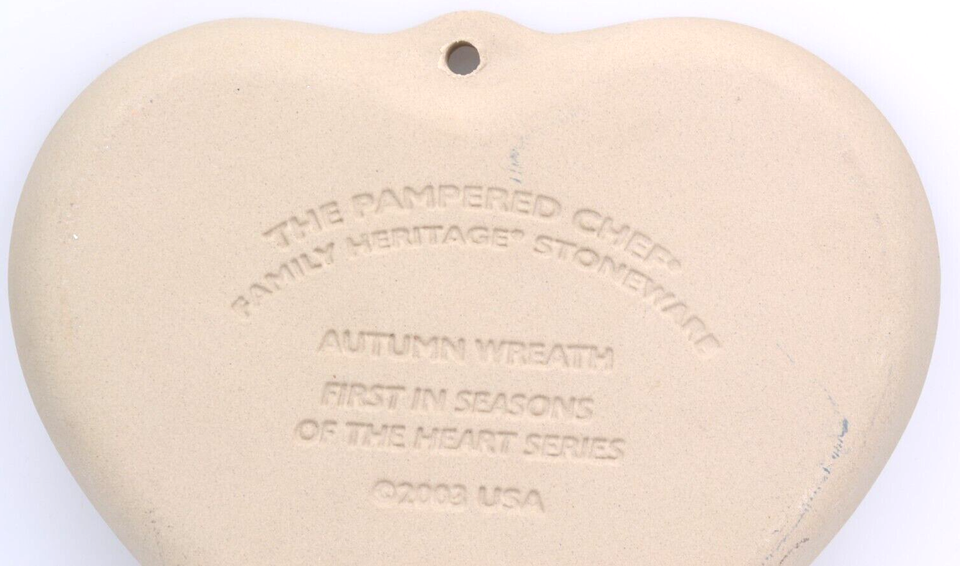 THE PAMPERED CHEF®
FAMILY HERITAGE® STONEWARE
AUTUMN WREATH
FIRST IN SEASONS
OF THE HEART SERIES
©2003 USA